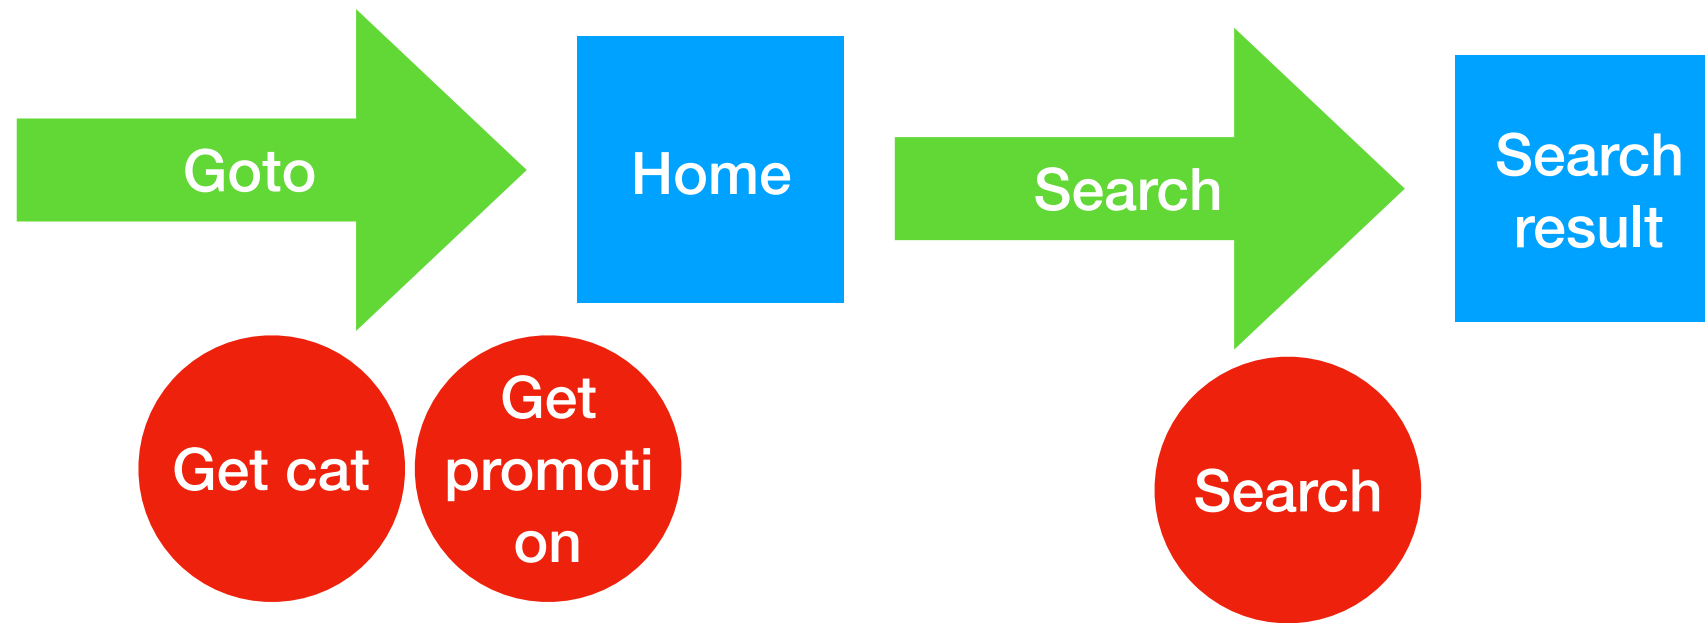 Goto
Home
Search
Search
result
Get cat
Get
promoti
on
Search